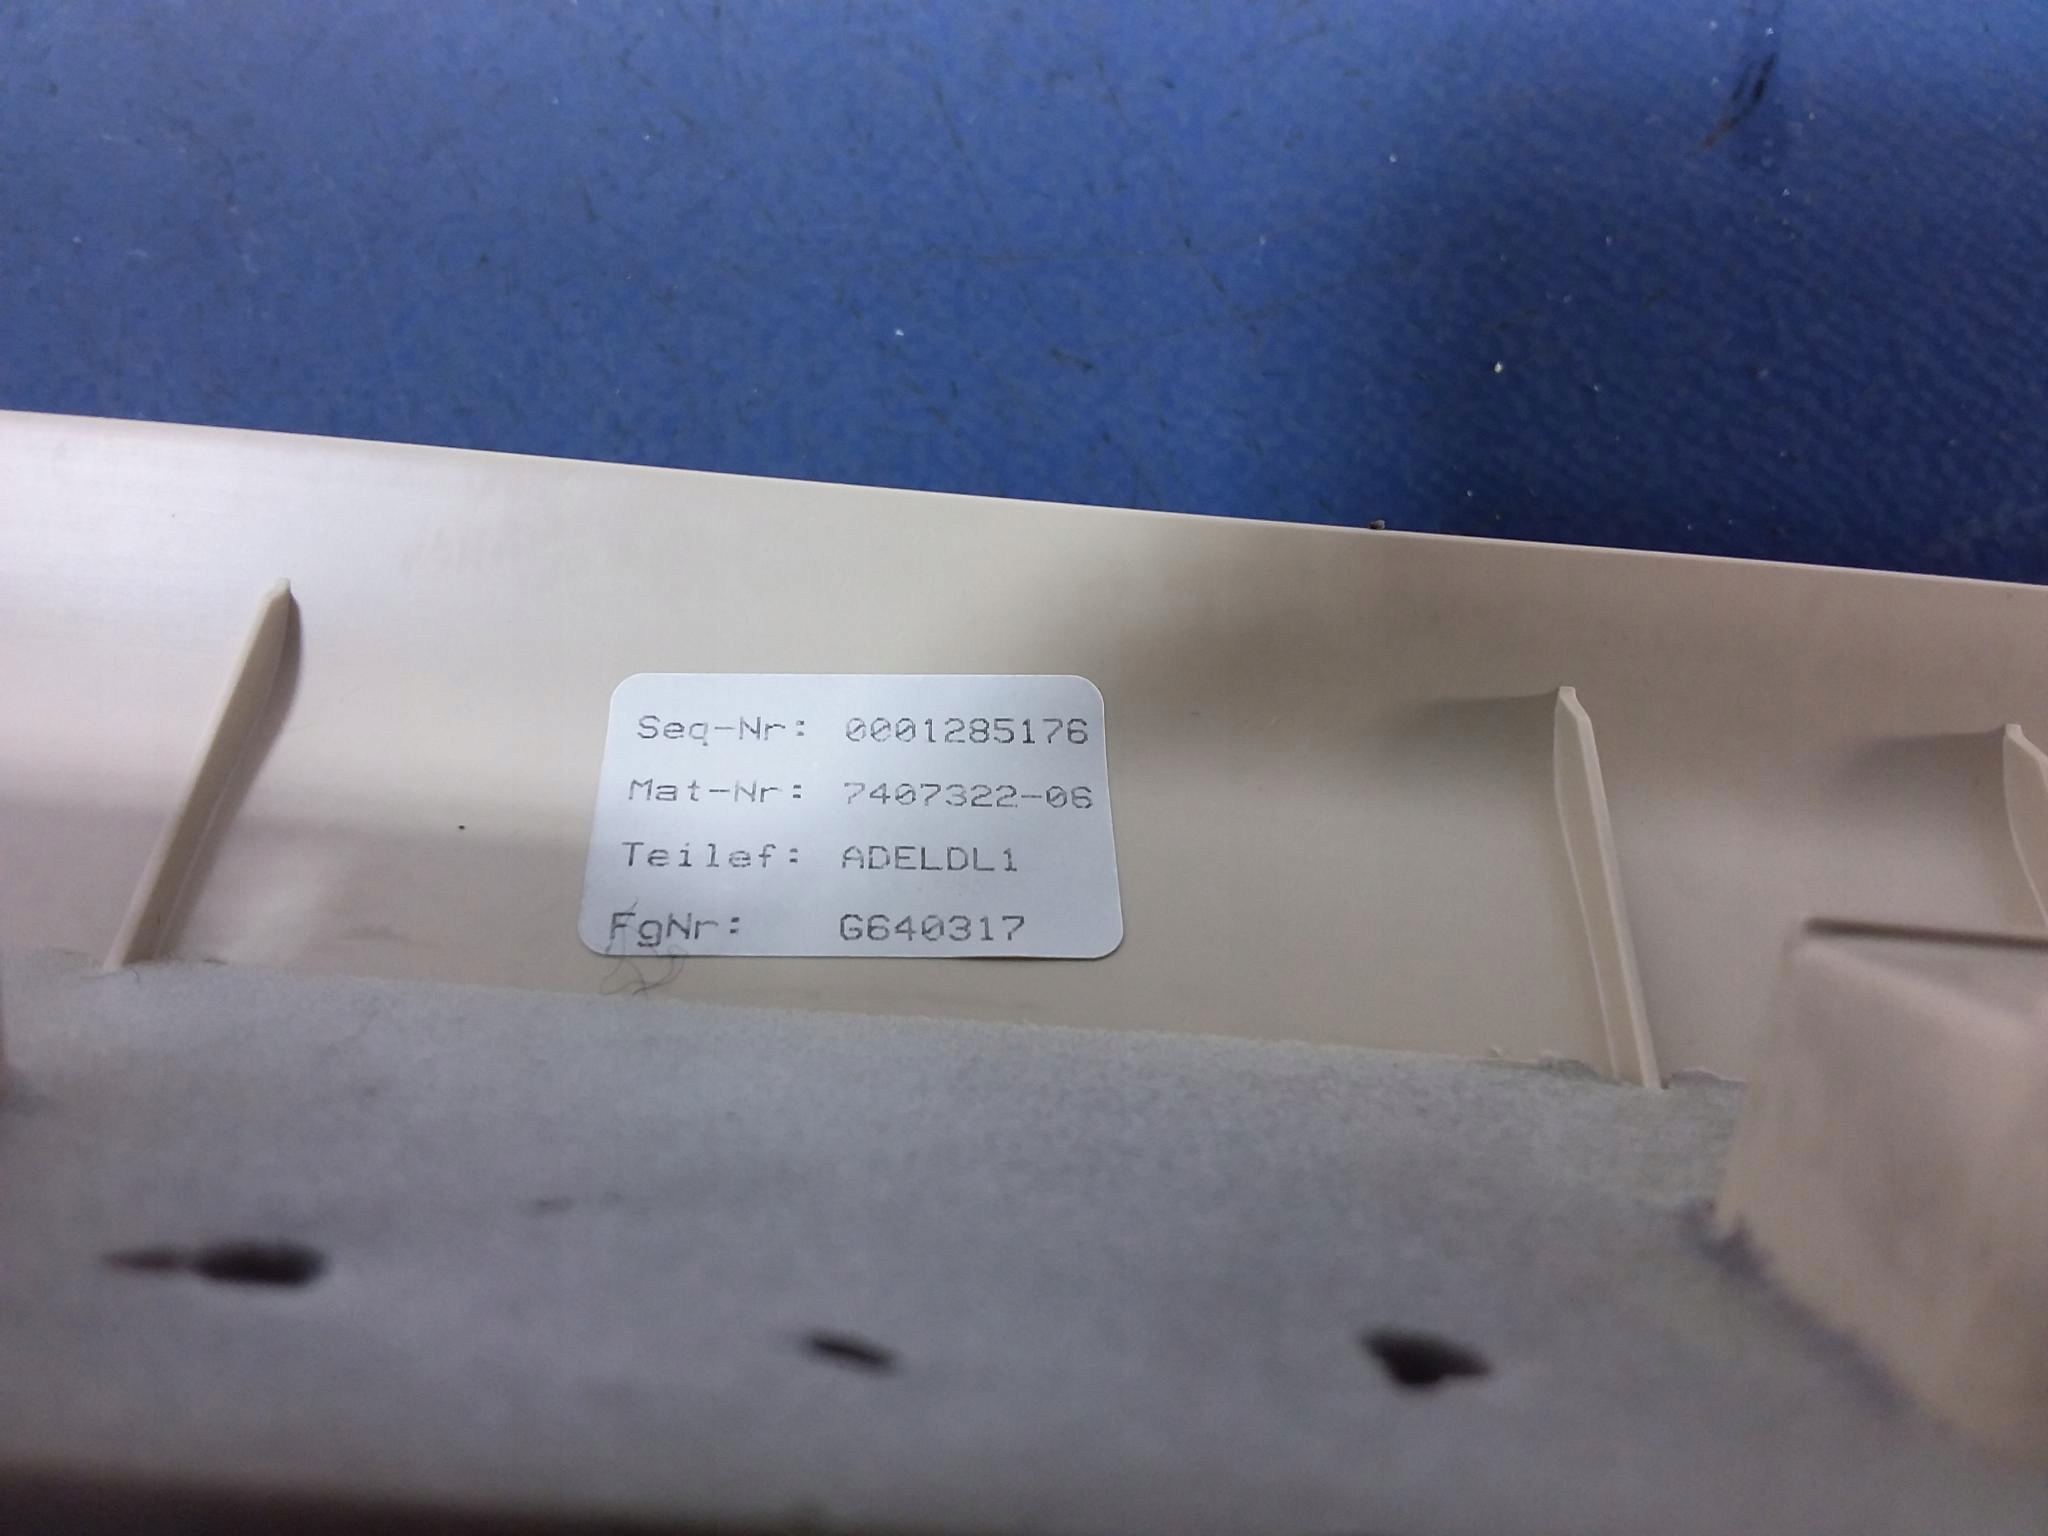 Seq-Nr: 0001285176
Mat-Nr: 7407322-06
Teilef: ADELDL1
FgNr: G640317